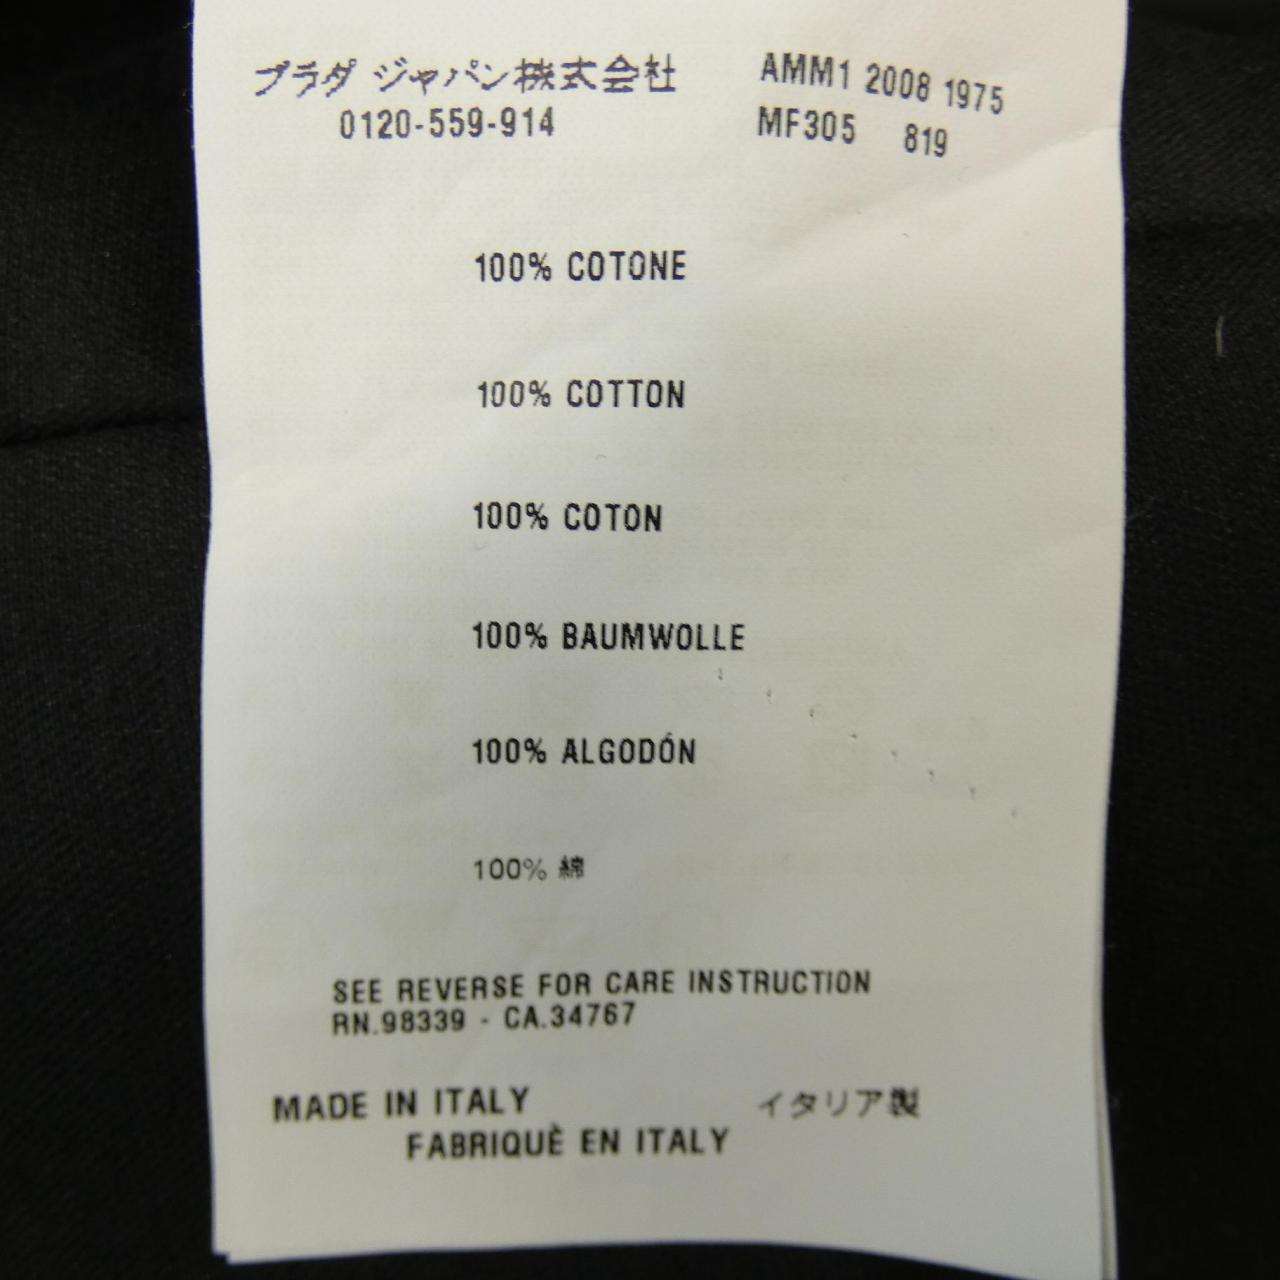 プラダ ジャパン株式会社
0120-559-914
AMM1 2008 1975
MF305 819
100% COTONE
100% COTTON
100% COTON
100% BAUMWOLLE
100% ALGODÓN
100% 綿
SEE REVERSE FOR CARE INSTRUCTION
RN.98339 - CA.34767
MADE IN ITALY
イタリア製
FABRIQUÈ EN ITALY